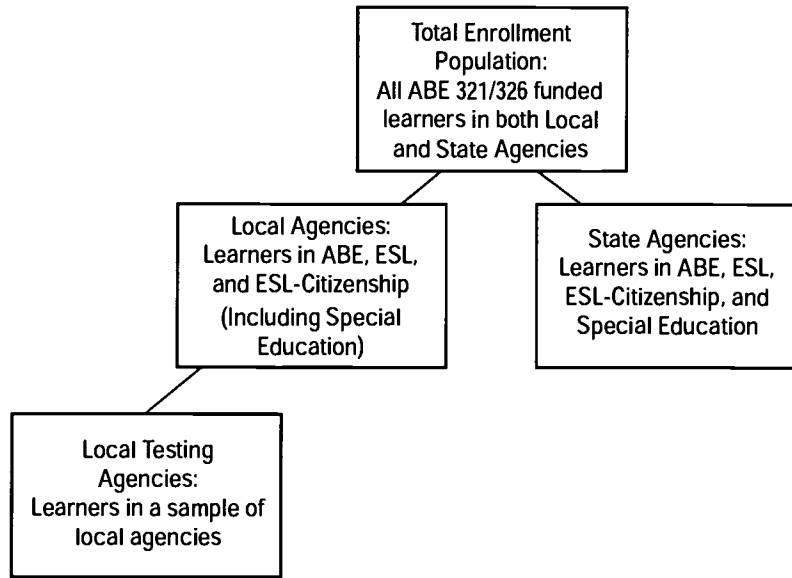 Total Enrollment
Population:
All ABE 321/326 funded
learners in both Local
and State Agencies
Local Agencies:
Learners in ABE, ESL,
and ESL-Citizenship
(Including Special
Education)
State Agencies:
Learners in ABE, ESL,
ESL-Citizenship, and
Special Education
Local Testing
Agencies:
Learners in a sample of
local agencies